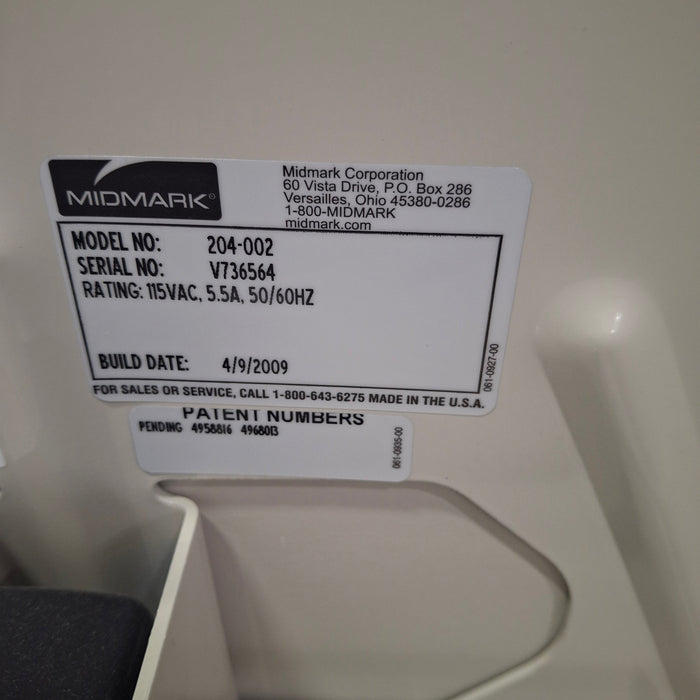 MIDMARK®
Midmark Corporation
60 Vista Drive, P.O. Box 286
Versailles, Ohio 45380-0286
1-800-MIDMARK
midmark.com
MODEL NO: 204-002
SERIAL NO: V736564
RATING: 115VAC, 5.5A, 50/60HZ
BUILD DATE: 4/9/2009
061-0927-00
FOR SALES OR SERVICE, CALL 1-800-643-6275 MADE IN THE U.S.A.
PATENT NUMBERS
PENDING 4958816 4968013
061-0935-00